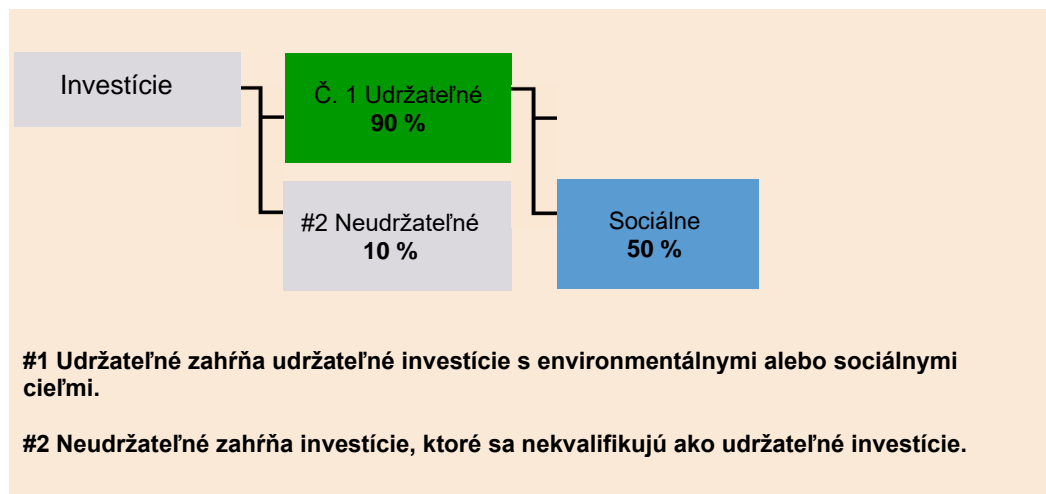 Investície
Č. 1 Udržateľné
90 %
#2 Neudržateľné
10 %
Sociálne
50 %
#1 Udržateľné zahŕňa udržateľné investície s environmentálnymi alebo sociálnymi
cieľmi.
#2 Neudržateľné zahŕňa investície, ktoré sa nekvalifikujú ako udržateľné investície.